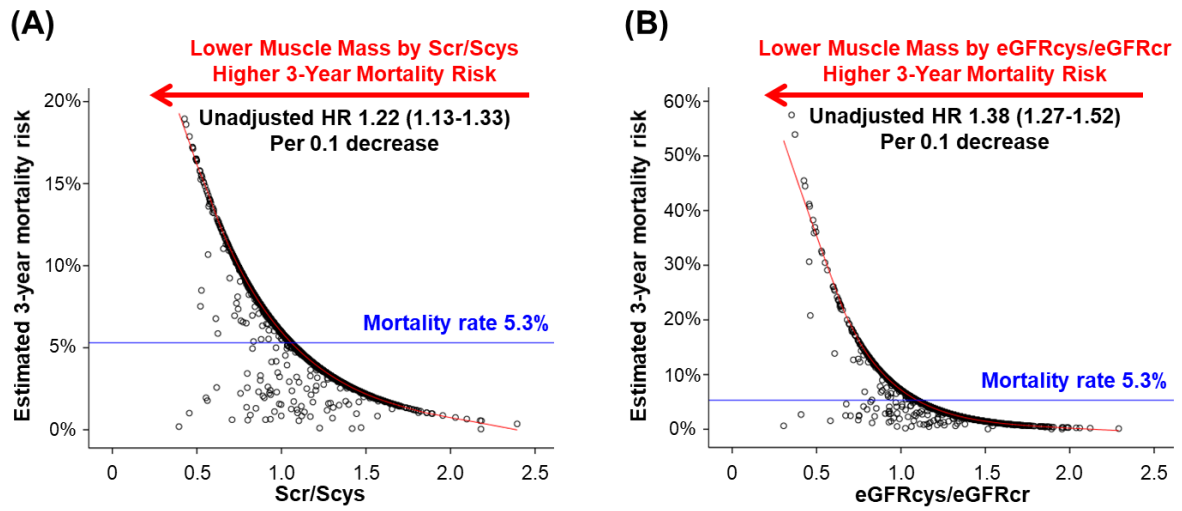 (A)
Lower Muscle Mass by Scr/Scys
Higher 3-Year Mortality Risk
Unadjusted HR 1.22 (1.13-1.33)
Per 0.1 decrease
Estimated 3-year mortality risk
20%
15%
10%
5%
0%
Mortality rate 5.3%
0
0.5
1.0
1.5
2.0
2.5
Scr/Scys
(B)
Lower Muscle Mass by eGFRcys/eGFRcr
Higher 3-Year Mortality Risk
Unadjusted HR 1.38 (1.27-1.52)
Per 0.1 decrease
Estimated 3-year mortality risk
60%
50%
40%
30%
20%
10%
0%
Mortality rate 5.3%
0
0.5
1.0
1.5
2.0
2.5
eGFRcys/eGFRcr